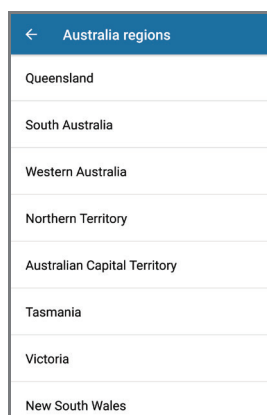 Australia regions
Queensland
South Australia
Western Australia
Northern Territory
Australian Capital Territory
Tasmania
Victoria
New South Wales